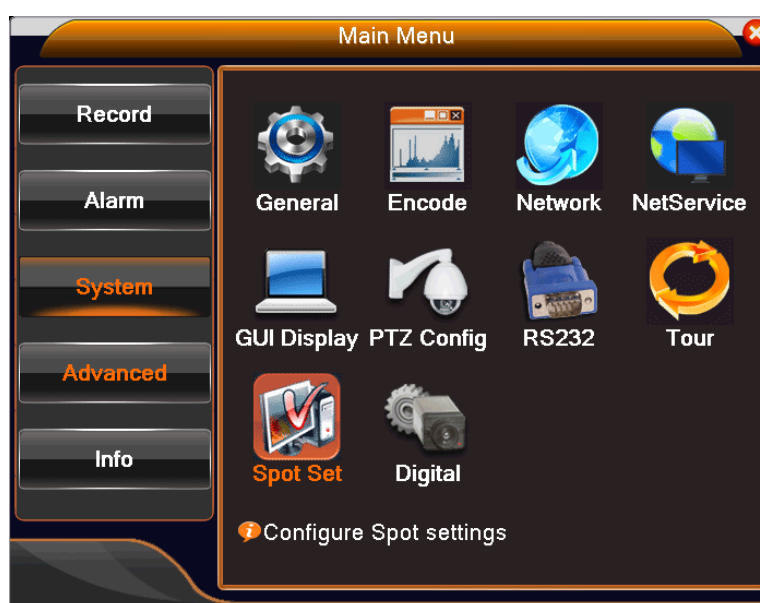 Main Menu
Record
Alarm
System
Advanced
Info
General Encode Network NetService
GUI Display PTZ Config RS232 Tour
Spot Set Digital
Configure Spot settings